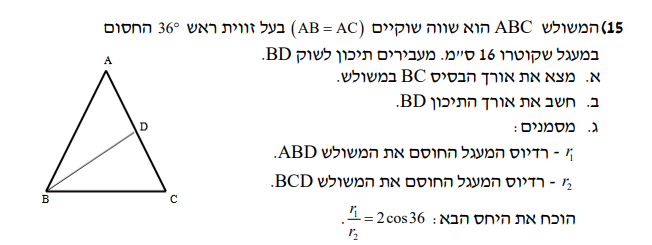 15) המשולש ABC הוא שווה שוקיים (AB = AC) בעל זווית ראש 36° החסום
במעגל שקוטרו 16 ס״מ. מעבירים תיכון לשוק BD.
א. מצא את אורך הבסיס BC במשולש.
ב. חשב את אורך התיכון BD.
ג. מסמנים:
r₁ - רדיוס המעגל החוסם את המשולש ABD.
r₂ - רדיוס המעגל החוסם את המשולש BCD.
הוכח את היחס הבא: r₁/r₂ = 2cos36.
A
D
B
C